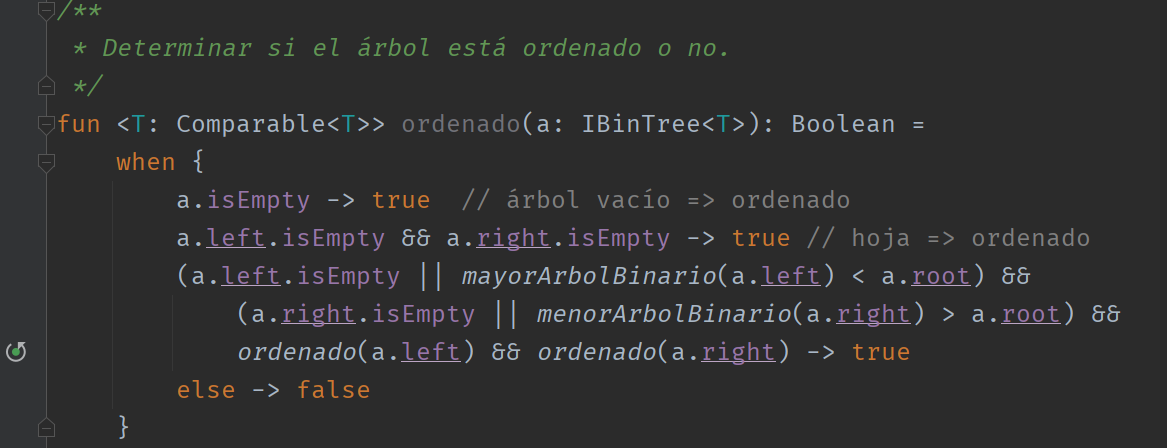 /**
 * Determinar si el árbol está ordenado o no.
 */
fun <T: Comparable<T>> ordenado(a: IBinTree<T>): Boolean =
    when {
        a.isEmpty -> true  // árbol vacío => ordenado
        a.left.isEmpty && a.right.isEmpty -> true // hoja => ordenado
        (a.left.isEmpty || mayorArbolBinario(a.left) < a.root) &&
            (a.right.isEmpty || menorArbolBinario(a.right) > a.root) &&
            ordenado(a.left) && ordenado(a.right) -> true
        else -> false
    }